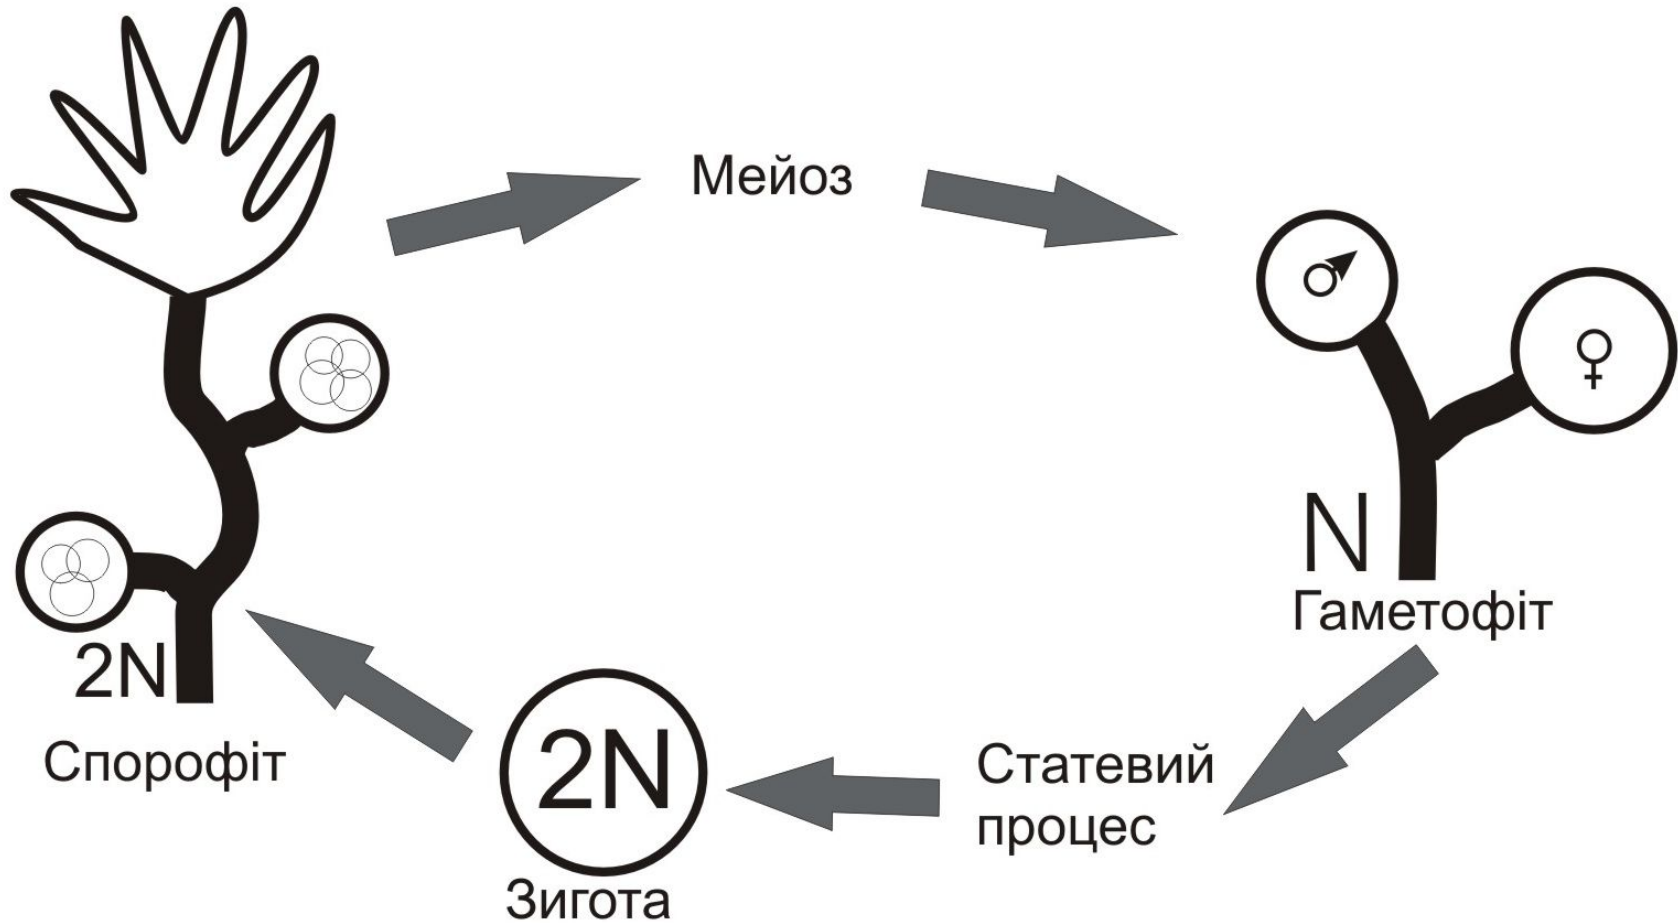 Мейоз
N
Гаметофіт
Статевий
процес
2N
Зигота
2N
Спорофіт